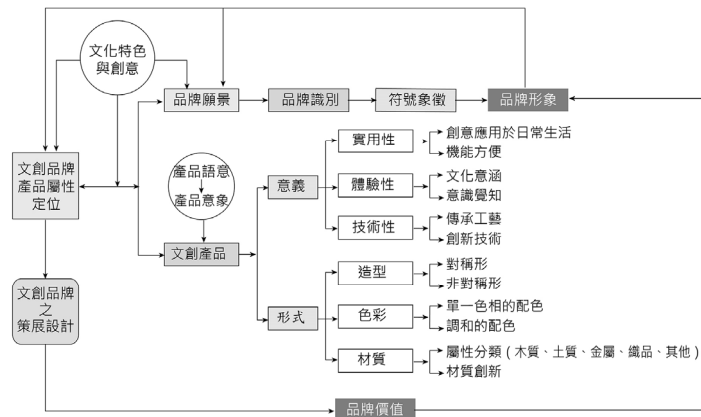 文化特色
與創意
品牌願景
品牌識別
符號象徵
品牌形象
文創品牌
產品屬性
定位
產品語意
產品意象
文創產品
意義
實用性
創意應用於日常生活
機能方便
體驗性
文化意涵
意識覺知
技術性
傳承工藝
創新技術
形式
造型
對稱形
非對稱形
色彩
單一色相的配色
調和的配色
材質
屬性分類（木質、土質、金屬、織品、其他）
材質創新
文創品牌
之
策展設計
品牌價值